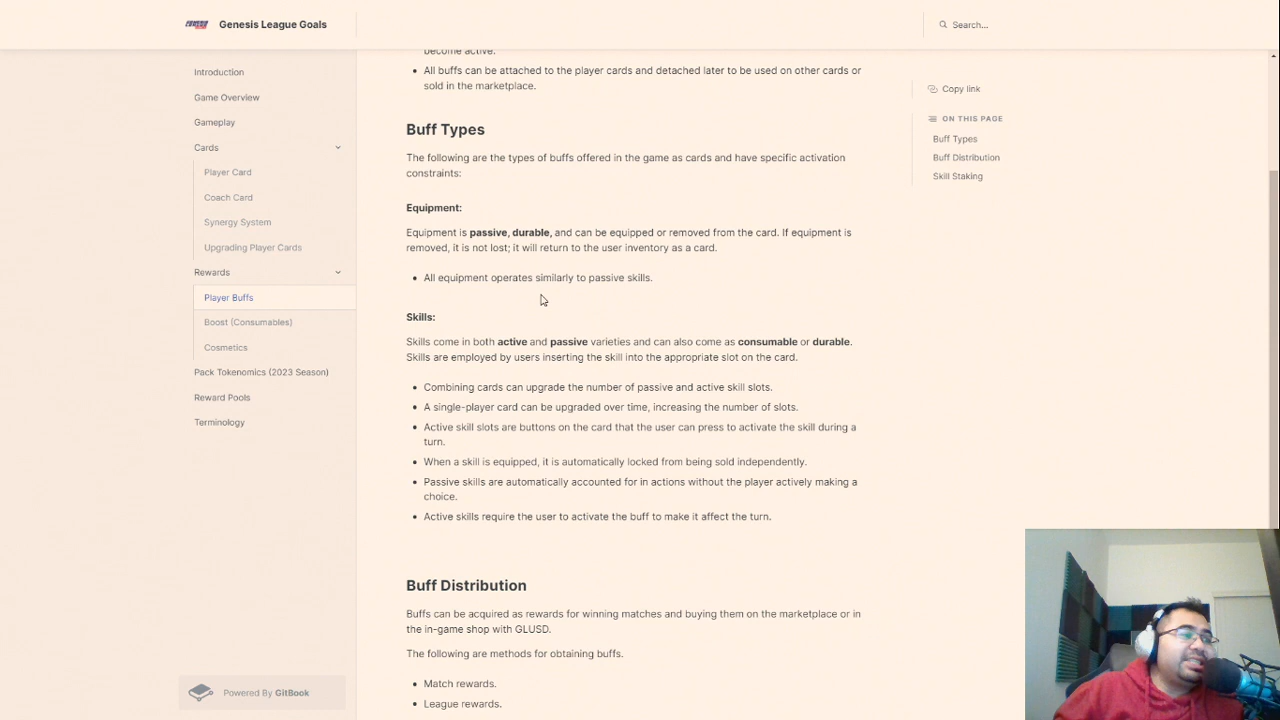 Genesis League Goals
Search...
Introduction
Game Overview
Gameplay
Cards
Player Card
Coach Card
Synergy System
Upgrading Player Cards
Rewards
Player Buffs
Boost (Consumables)
Cosmetics
Pack Tokenomics (2023 Season)
Reward Pools
Terminology
Powered By GitBook
become active.
All buffs can be attached to the player cards and detached later to be used on other cards or
sold in the marketplace.
Buff Types
The following are the types of buffs offered in the game as cards and have specific activation
constraints:
Equipment:
Equipment is passive, durable, and can be equipped or removed from the card. If equipment is
removed, it is not lost; it will return to the user inventory as a card.
All equipment operates similarly to passive skills.
Skills:
Skills come in both active and passive varieties and can also come as consumable or durable.
Skills are employed by users inserting the skill into the appropriate slot on the card.
Combining cards can upgrade the number of passive and active skill slots.
A single-player card can be upgraded over time, increasing the number of slots.
Active skill slots are buttons on the card that the user can press to activate the skill during a
turn.
When a skill is equipped, it is automatically locked from being sold independently.
Passive skills are automatically accounted for in actions without the player actively making a
choice.
Active skills require the user to activate the buff to make it affect the turn.
Buff Distribution
Buffs can be acquired as rewards for winning matches and buying them on the marketplace or in
the in-game shop with GLUSD.
The following are methods for obtaining buffs.
Match rewards.
League rewards.
Copy link
ON THIS PAGE
Buff Types
Buff Distribution
Skill Staking